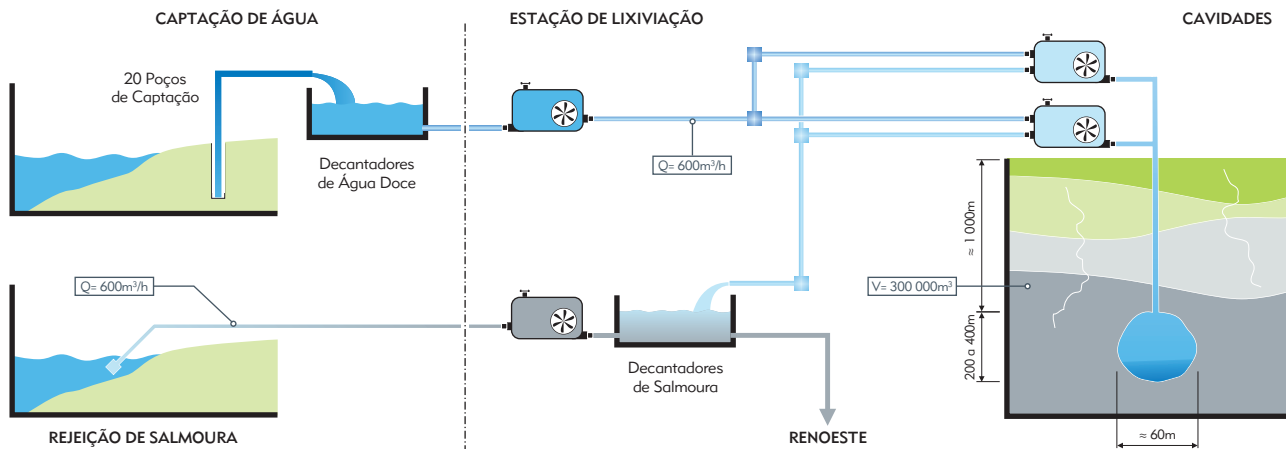 CAPTAÇÃO DE ÁGUA
ESTAÇÃO DE LIXIVIAÇÃO
CAVIDADES
20 Poços
de Captação
Decantadores
de Água Doce
Q= 600m³/h
≈ 1 000m
Q= 600m³/h
V= 300 000m³
200 a 400m
Decantadores
de Salmoura
REJEIÇÃO DE SALMOURA
RENOESTE
≈ 60m